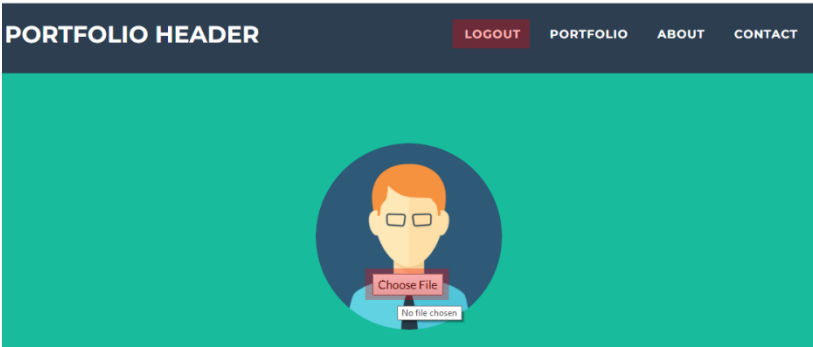 PORTFOLIO HEADER
LOGOUT PORTFOLIO ABOUT CONTACT
Choose File
No file chosen